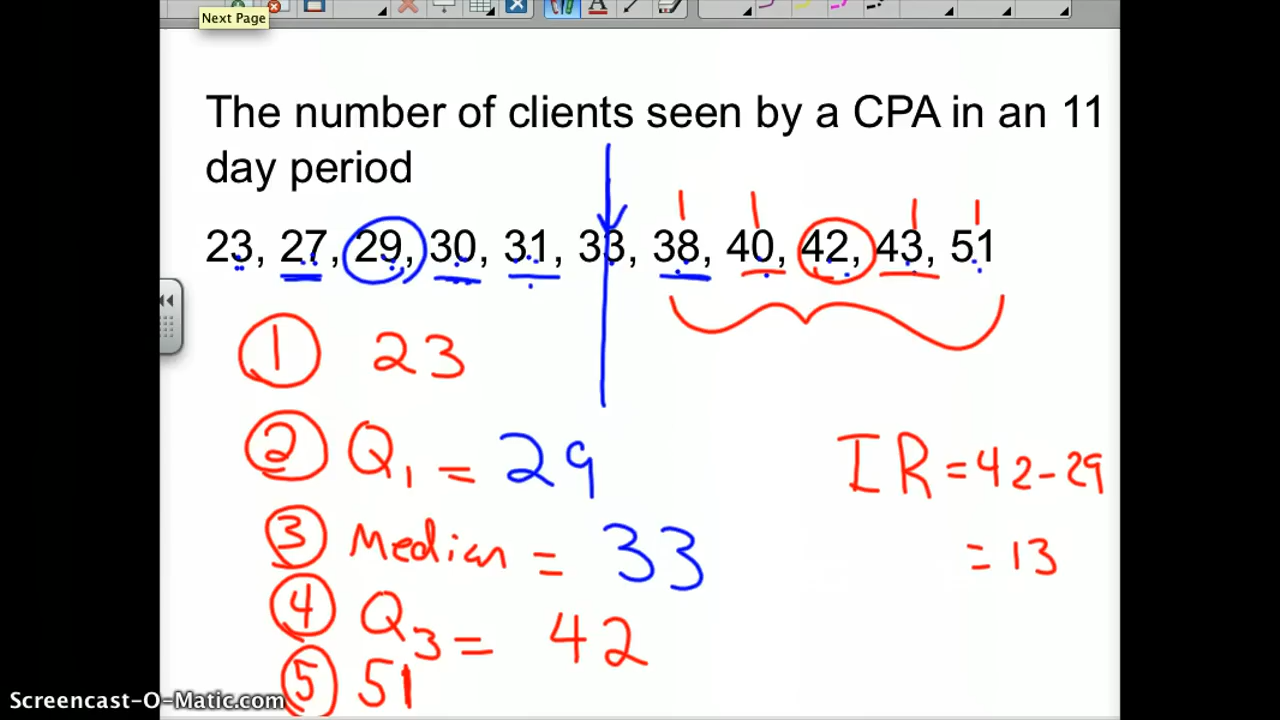 Next Page
The number of clients seen by a CPA in an 11
day period
23, 27, 29, 30, 31, 33, 38, 40, 42, 43, 51
1 23
2 Q1 = 29
3 Median = 33
4 Q3 = 42
5 51
IR = 42-29
= 13
Screencast-O-Matic.com